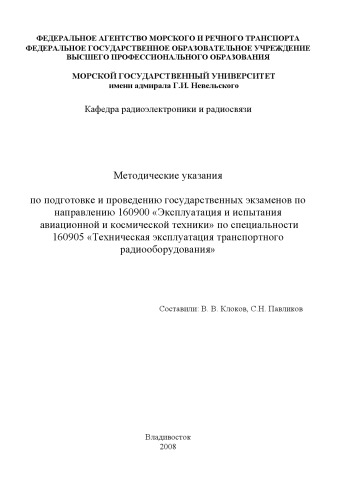 ФЕДЕРАЛЬНОЕ АГЕНТСТВО МОРСКОГО И РЕЧНОГО ТРАНСПОРТА
ФЕДЕРАЛЬНОЕ ГОСУДАРСТВЕННОЕ ОБРАЗОВАТЕЛЬНОЕ УЧРЕЖДЕНИЕ
ВЫСШЕГО ПРОФЕССИОНАЛЬНОГО ОБРАЗОВАНИЯ
МОРСКОЙ ГОСУДАРСТВЕННЫЙ УНИВЕРСИТЕТ
имени адмирала Г.И. Невельского
Кафедра радиоэлектроники и радиосвязи
Методические указания
по подготовке и проведению государственных экзаменов по
направлению 160900 «Эксплуатация и испытания
авиационной и космической техники» по специальности
160905 «Техническая эксплуатация транспортного
радиооборудования»
Составили: В. В. Клоков, С.Н. Павликов
Владивосток
2008